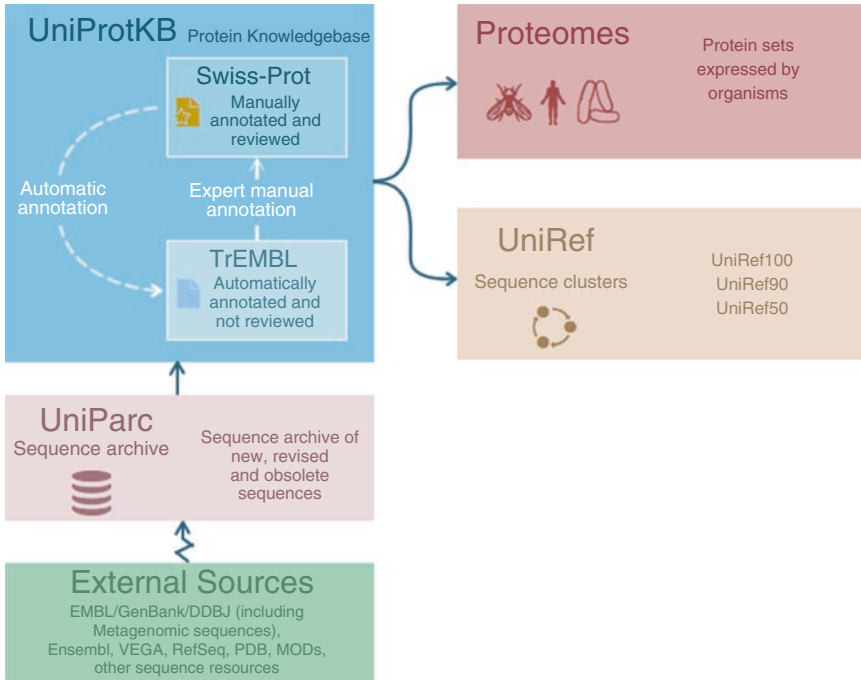 UniProtKB Protein Knowledgebase
Swiss-Prot
Manually
annotated and
reviewed
Automatic
annotation
Expert manual
annotation
TrEMBL
Automatically
annotated and
not reviewed
Proteomes
Protein sets
expressed by
organisms
UniRef
Sequence clusters
UniRef100
UniRef90
UniRef50
UniParc
Sequence archive
Sequence archive of
new, revised
and obsolete
sequences
External Sources
EMBL/GenBank/DDBJ (including
Metagenomic sequences),
Ensembl, VEGA, RefSeq, PDB, MODs,
other sequence resources